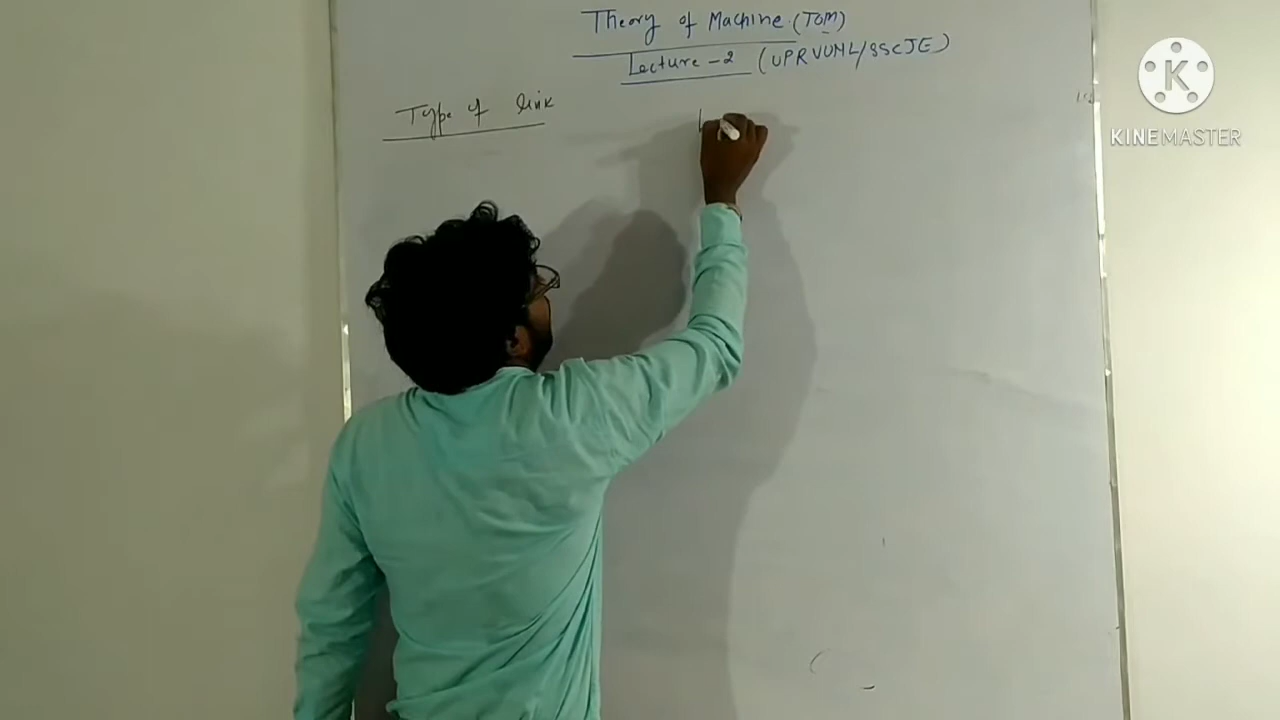 Theory of Machine (TOM)
Lecture - 2 (UPRVUNL/SSCJE)
Type of link
KINEMASTER